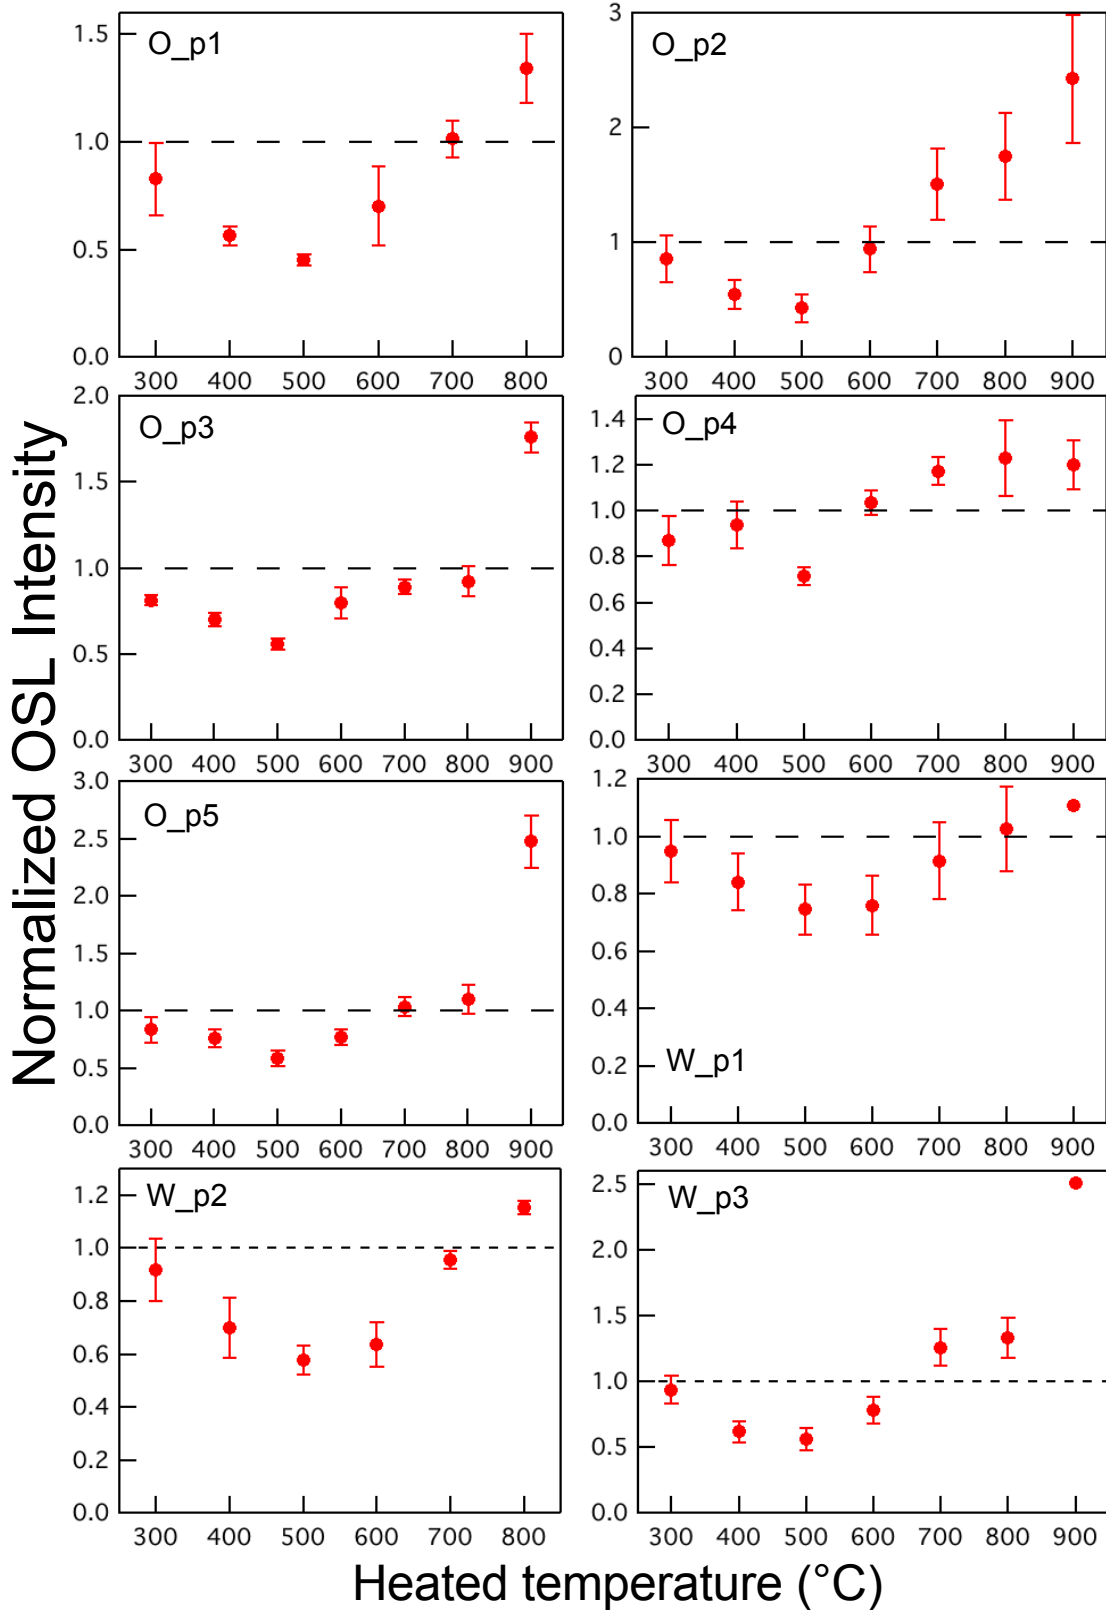 Normalized OSL Intensity
O_p1
1.5
1.0
0.5
0.0
300 400 500 600 700 800
O_p2
3
2
1
0
300 400 500 600 700 800 900
O_p3
2.0
1.5
1.0
0.5
0.0
300 400 500 600 700 800 900
O_p4
1.4
1.2
1.0
0.8
0.6
0.4
0.2
0.0
300 400 500 600 700 800 900
O_p5
3.0
2.5
2.0
1.5
1.0
0.5
0.0
300 400 500 600 700 800 900
1.2
1.0
0.8
0.6
0.4
0.2
0.0
W_p1
300 400 500 600 700 800 900
W_p2
1.2
1.0
0.8
0.6
0.4
0.2
0.0
300 400 500 600 700 800
W_p3
2.5
2.0
1.5
1.0
0.5
0.0
300 400 500 600 700 800 900
Heated temperature (°C)